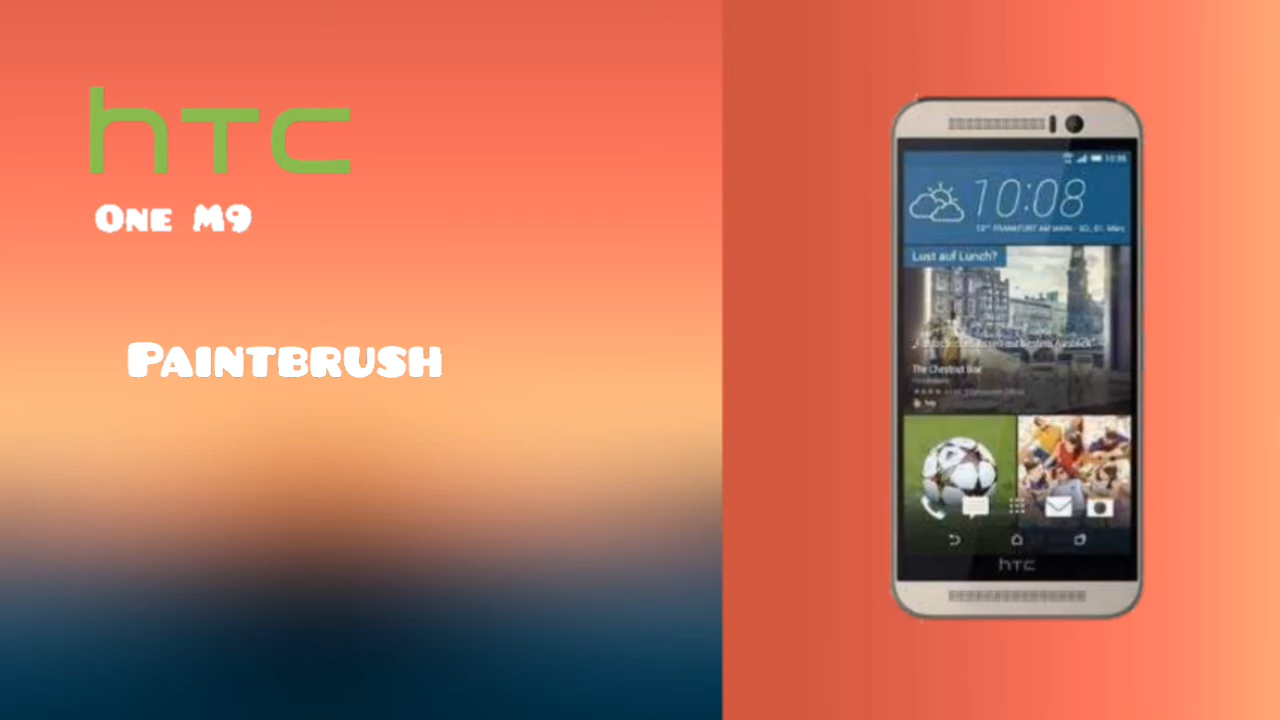 hTC
One M9
Paintbrush
10:08
Lust auf Lunch?
The Chestnut Bar
hTC